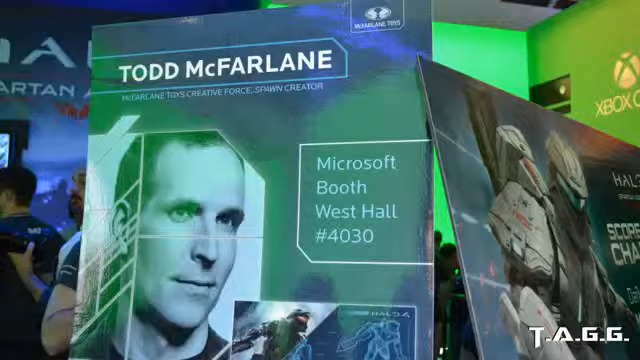 McFARLANE TOYS
TODD McFARLANE
McFARLANE TOYS CREATIVE FORCE, SPAWN CREATOR
Microsoft
Booth
West Hall
#4030
HALO 4
XBOX
HALO
SCORE
CHA
T.A.G.G.